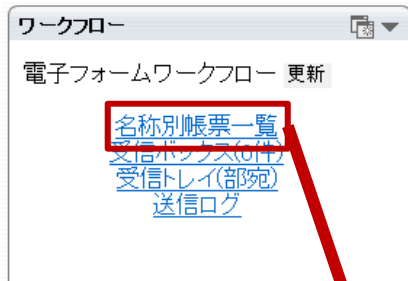 ワークフロー
電子フォームワークフロー 更新
名称別帳票一覧
受信ボックス(0件)
受信トレイ(部宛)
送信ログ